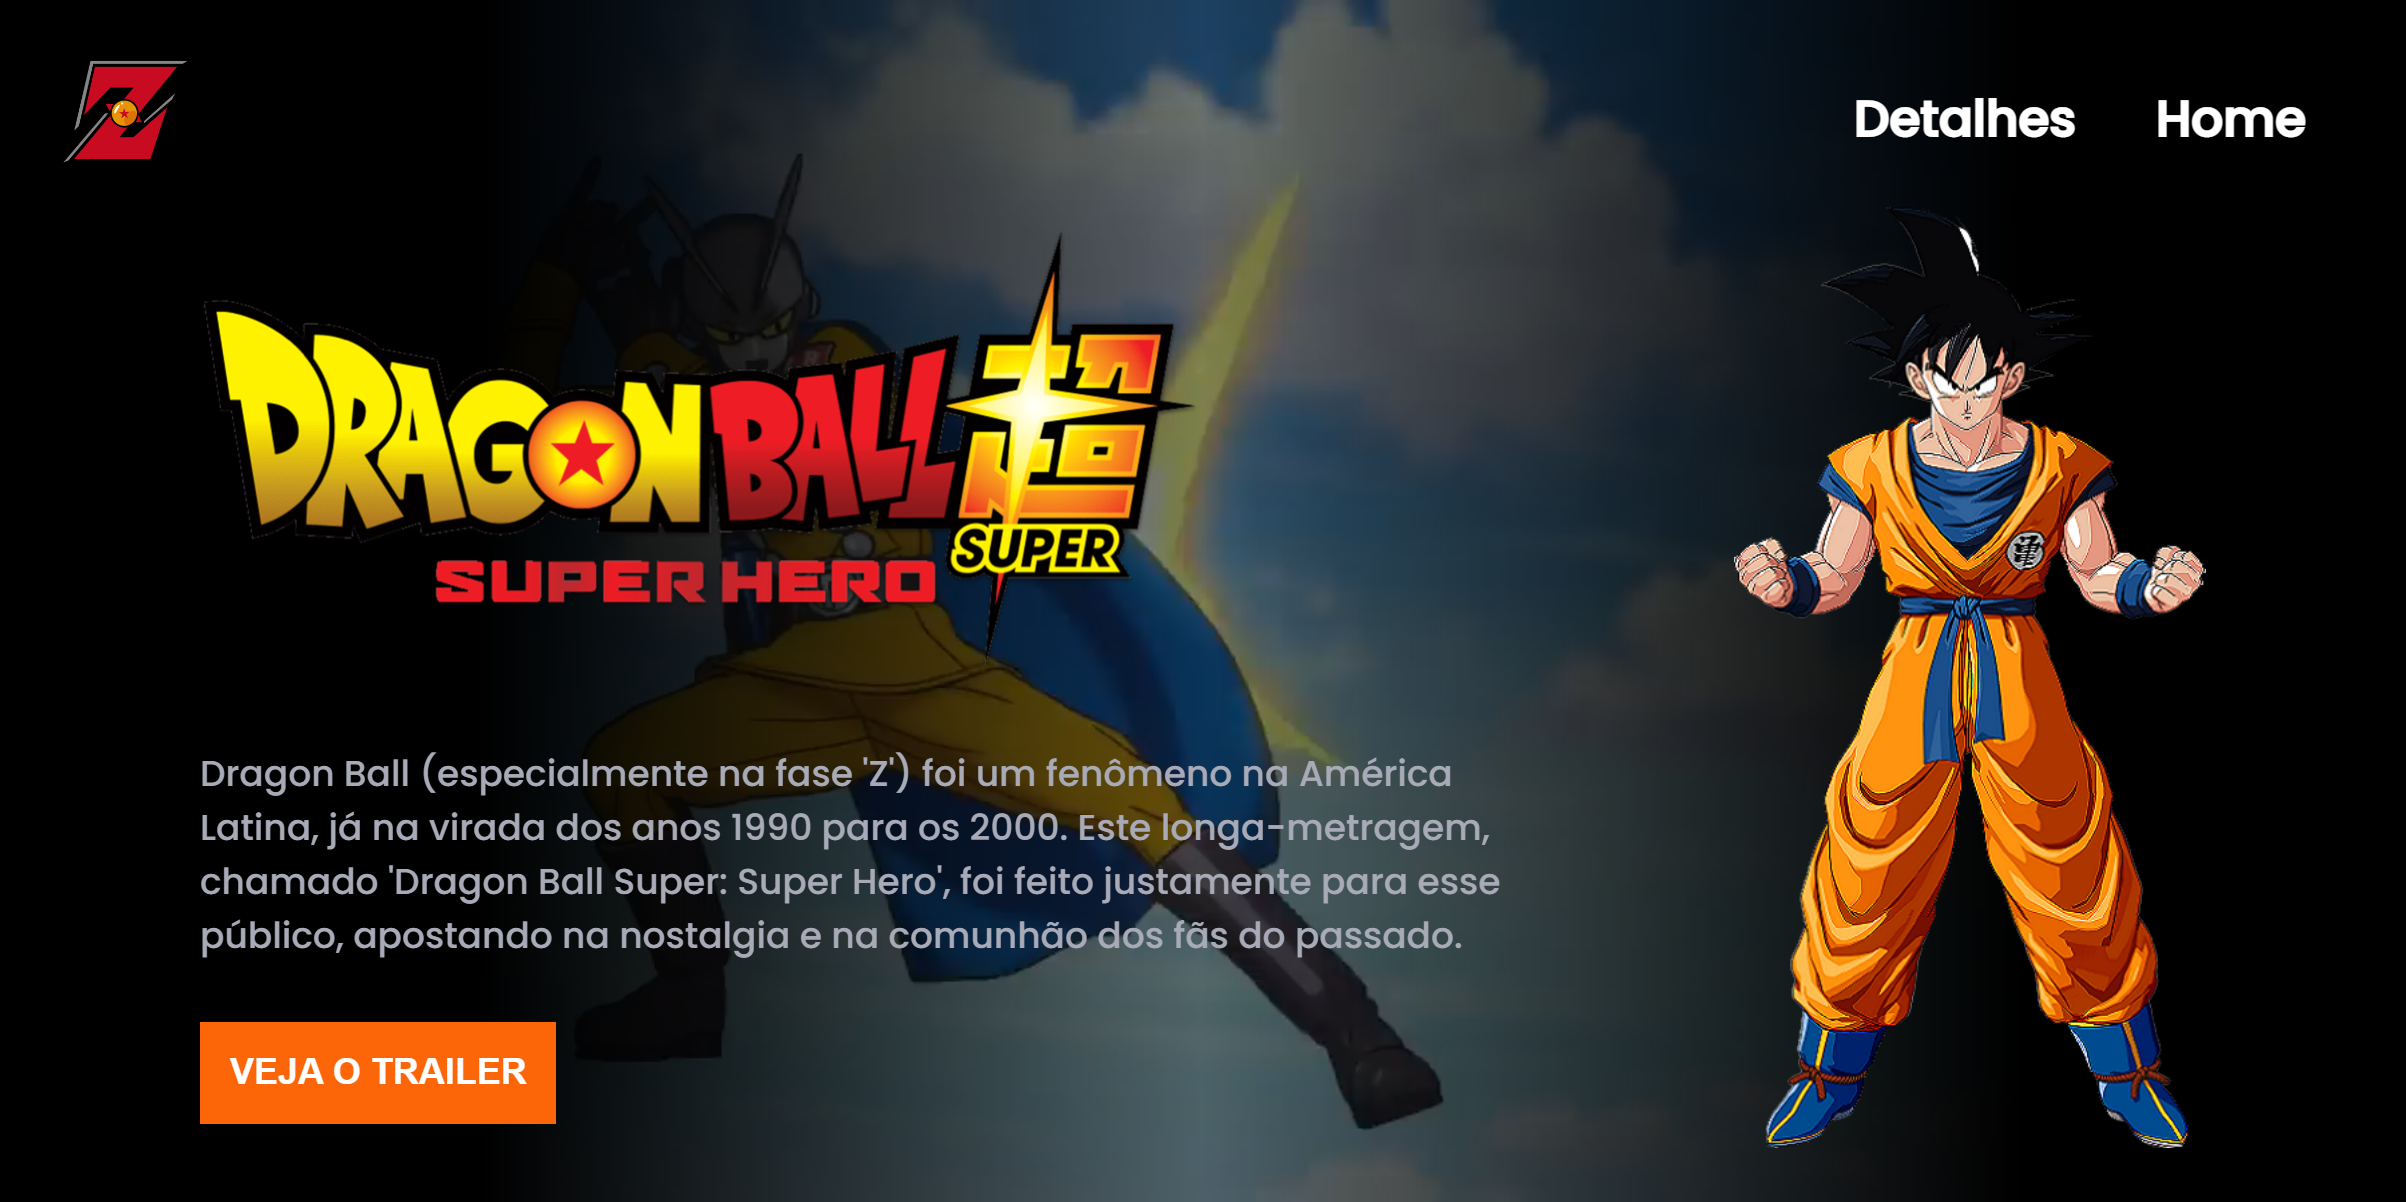 Detalhes Home
DRAGON BALL 超
SUPER
SUPER HERO
Dragon Ball (especialmente na fase 'Z') foi um fenômeno na América
Latina, já na virada dos anos 1990 para os 2000. Este longa-metragem,
chamado 'Dragon Ball Super: Super Hero', foi feito justamente para esse
público, apostando na nostalgia e na comunhão dos fãs do passado.
VEJA O TRAILER